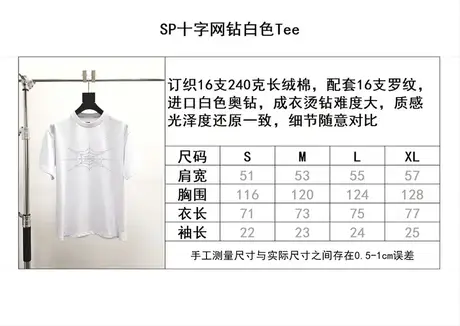 SP十字网钻白色Tee
订织16支240克长绒棉，配套16支罗纹，
进口白色奥钻，成衣烫钻难度大，质感
光泽度还原一致，细节随意对比
尺码 S M L XL
肩宽 51 53 55 57
胸围 116 120 124 128
衣长 71 73 75 77
袖长 22 23 24 25
手工测量尺寸与实际尺寸之间存在0.5-1cm误差